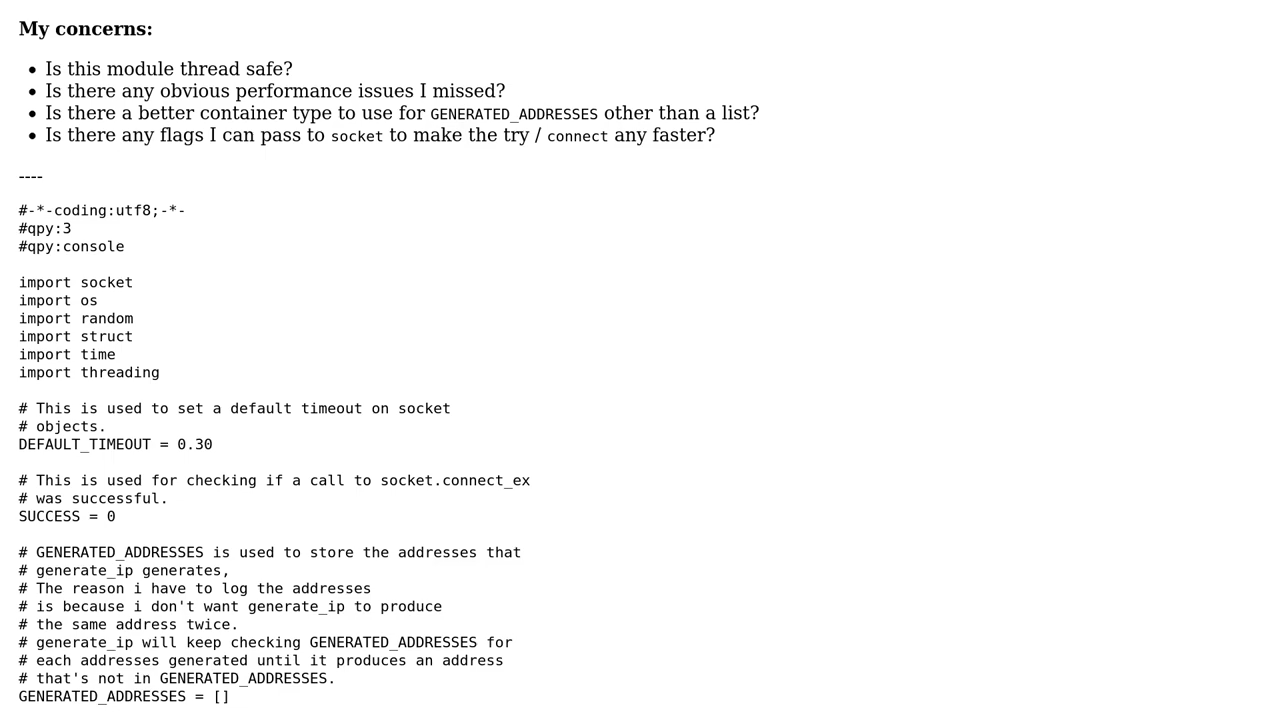 My concerns:
• Is this module thread safe?
• Is there any obvious performance issues I missed?
• Is there a better container type to use for GENERATED_ADDRESSES other than a list?
• Is there any flags I can pass to socket to make the try / connect any faster?
----
#-*-coding:utf8;-*-
#qpy:3
#qpy:console
import socket
import os
import random
import struct
import time
import threading
# This is used to set a default timeout on socket
# objects.
DEFAULT_TIMEOUT = 0.30
# This is used for checking if a call to socket.connect_ex
# was successful.
SUCCESS = 0
# GENERATED_ADDRESSES is used to store the addresses that
# generate_ip generates,
# The reason i have to log the addresses
# is because i don't want generate_ip to produce
# the same address twice.
# generate_ip will keep checking GENERATED_ADDRESSES for
# each addresses generated until it produces an address
# that's not in GENERATED_ADDRESSES.
GENERATED_ADDRESSES = []